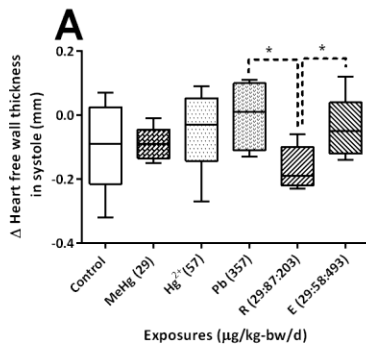 A
Δ Heart free wall thickness
in systole (mm)
0.2
0.0
-0.2
-0.4
*
*
Control
MeHg (29)
Hg²⁺(57)
Pb (357)
R (29:87:203)
E (29:58:493)
Exposures (μg/kg-bw/d)